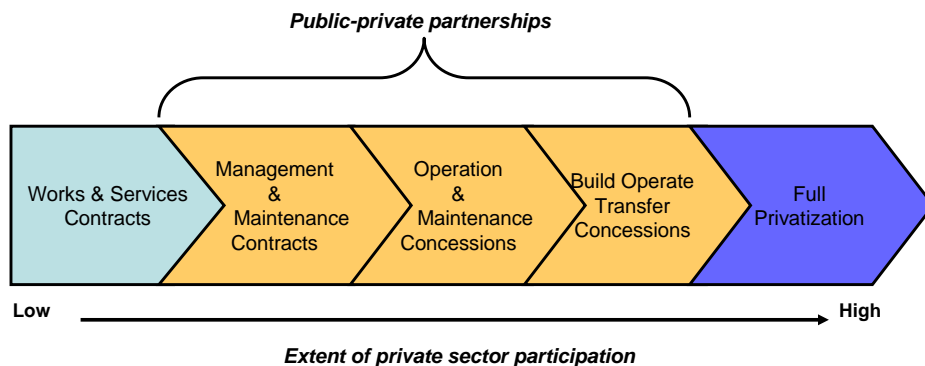 Public-private partnerships
Works & Services
Contracts
Management
&
Maintenance
Contracts
Operation
&
Maintenance
Concessions
Build Operate
Transfer
Concessions
Full
Privatization
Low
High
Extent of private sector participation